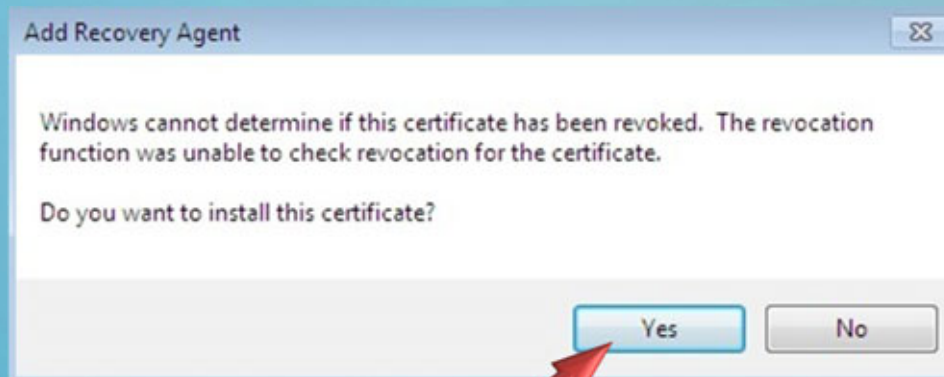 Add Recovery Agent
Windows cannot determine if this certificate has been revoked. The revocation
function was unable to check revocation for the certificate.
Do you want to install this certificate?
Yes No